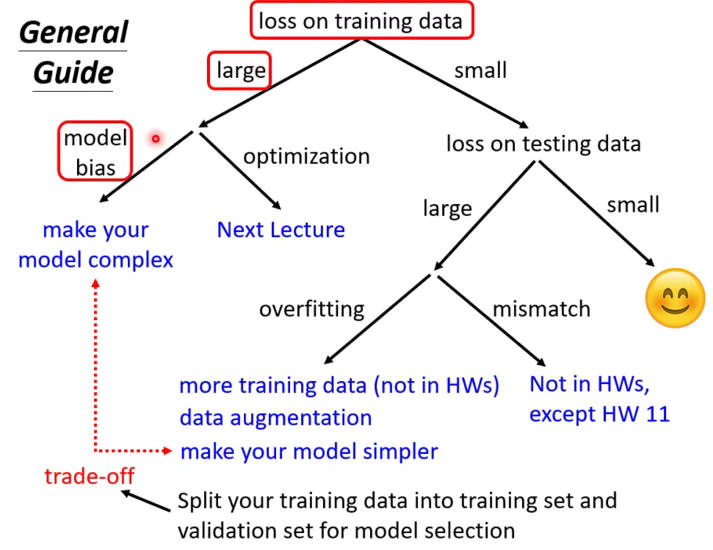 General
Guide
loss on training data
large
small
model
bias
optimization
loss on testing data
make your
model complex
Next Lecture
large
small
overfitting
mismatch
more training data (not in HWs)
data augmentation
make your model simpler
Not in HWs,
except HW 11
trade-off
Split your training data into training set and
validation set for model selection